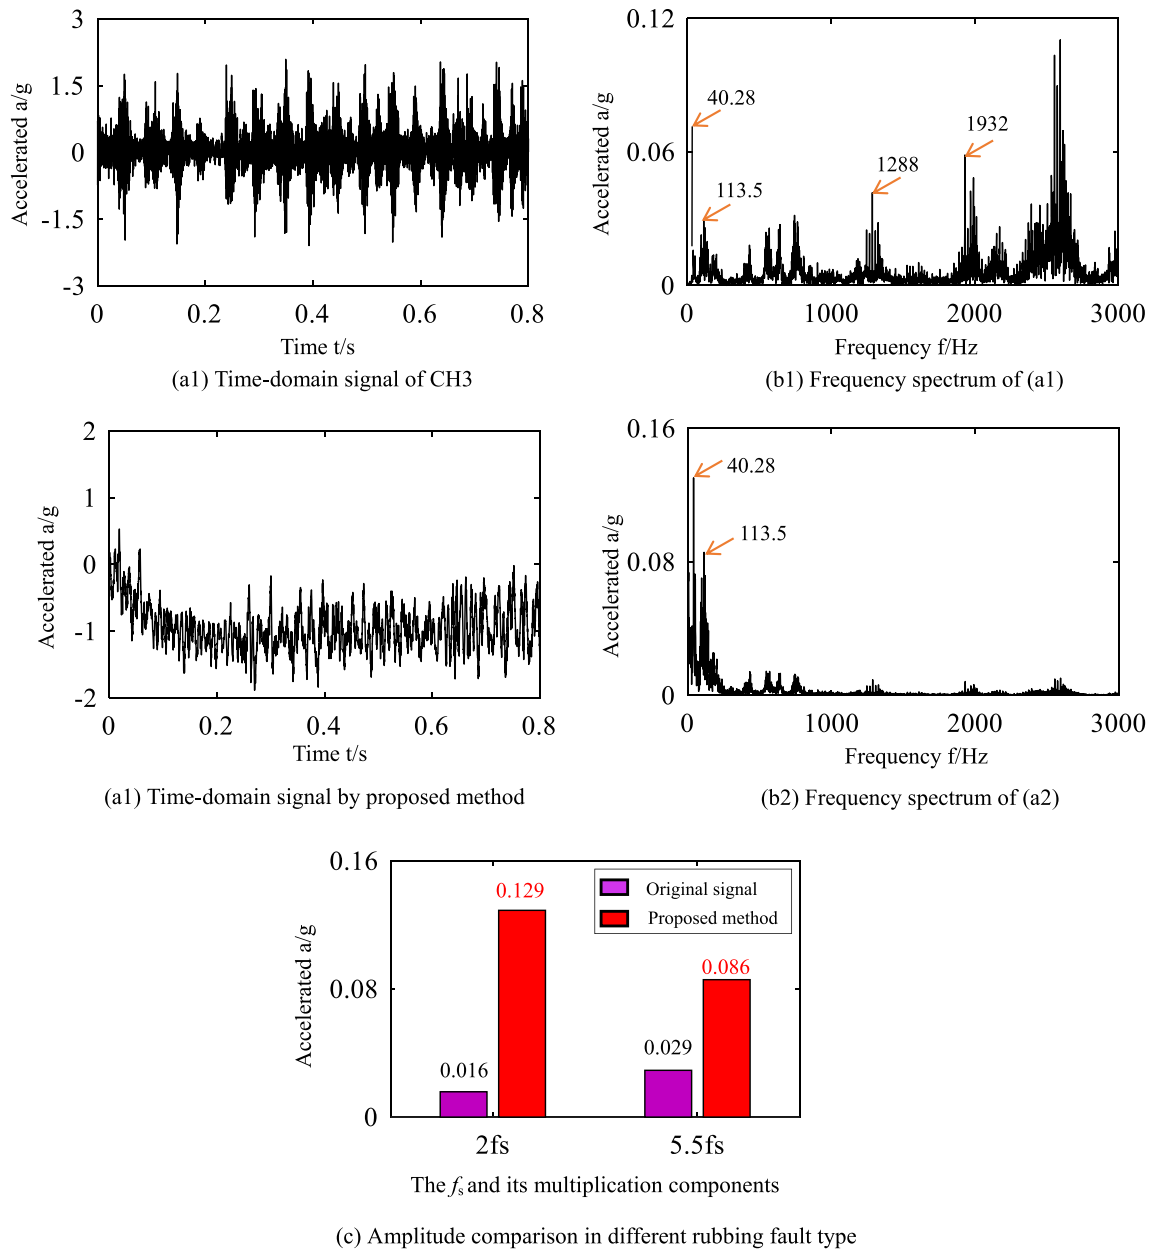 3
1.5
0
-1.5
-3
Accelerated a/g
0 0.2 0.4 0.6 0.8
Time t/s
(a1) Time-domain signal of CH3
0.12
0.06
0
Accelerated a/g
40.28
113.5
1288
1932
0 1000 2000 3000
Frequency f/Hz
(b1) Frequency spectrum of (a1)
2
1
0
-1
-2
Accelerated a/g
0 0.2 0.4 0.6 0.8
Time t/s
(a1) Time-domain signal by proposed method
0.16
0.08
0
Accelerated a/g
40.28
113.5
0 1000 2000 3000
Frequency f/Hz
(b2) Frequency spectrum of (a2)
0.16
0.08
0
Accelerated a/g
Original signal
Proposed method
0.129
0.016
0.086
0.029
2fs 5.5fs
The fs and its multiplication components
(c) Amplitude comparison in different rubbing fault type